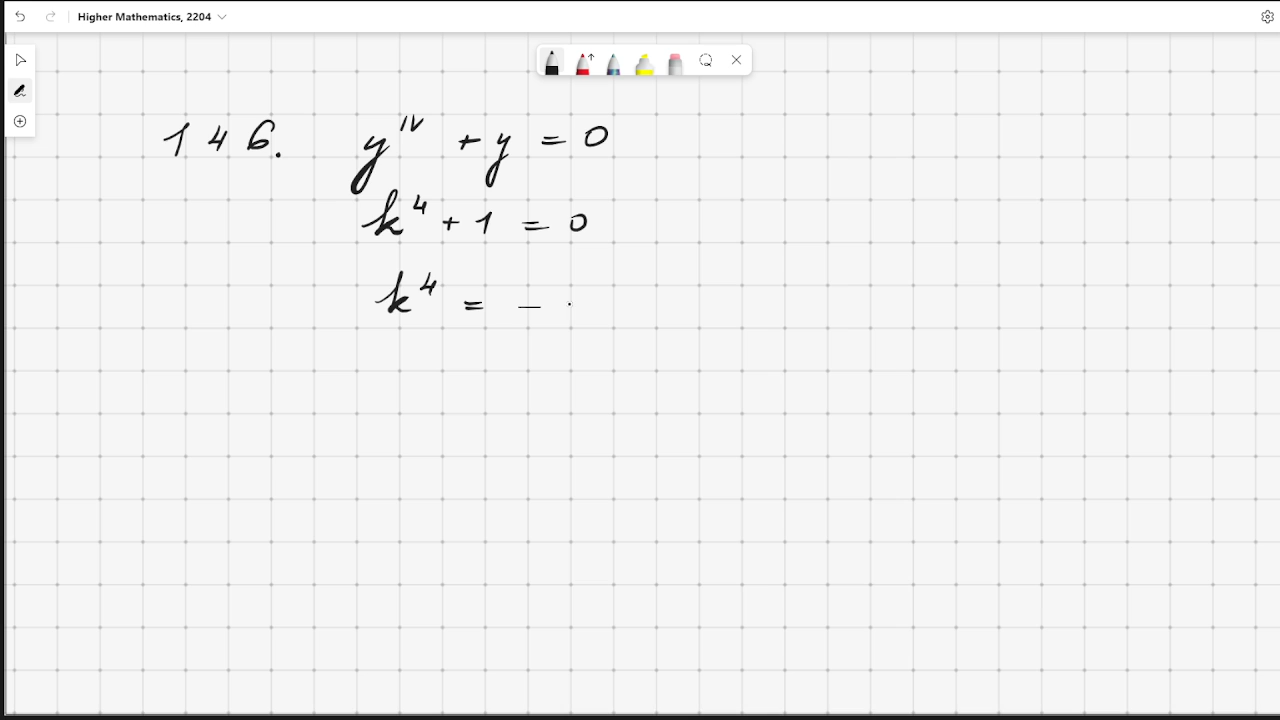 Higher Mathematics, 2204
146. y^IV + y = 0
k^4 + 1 = 0
k^4 = -